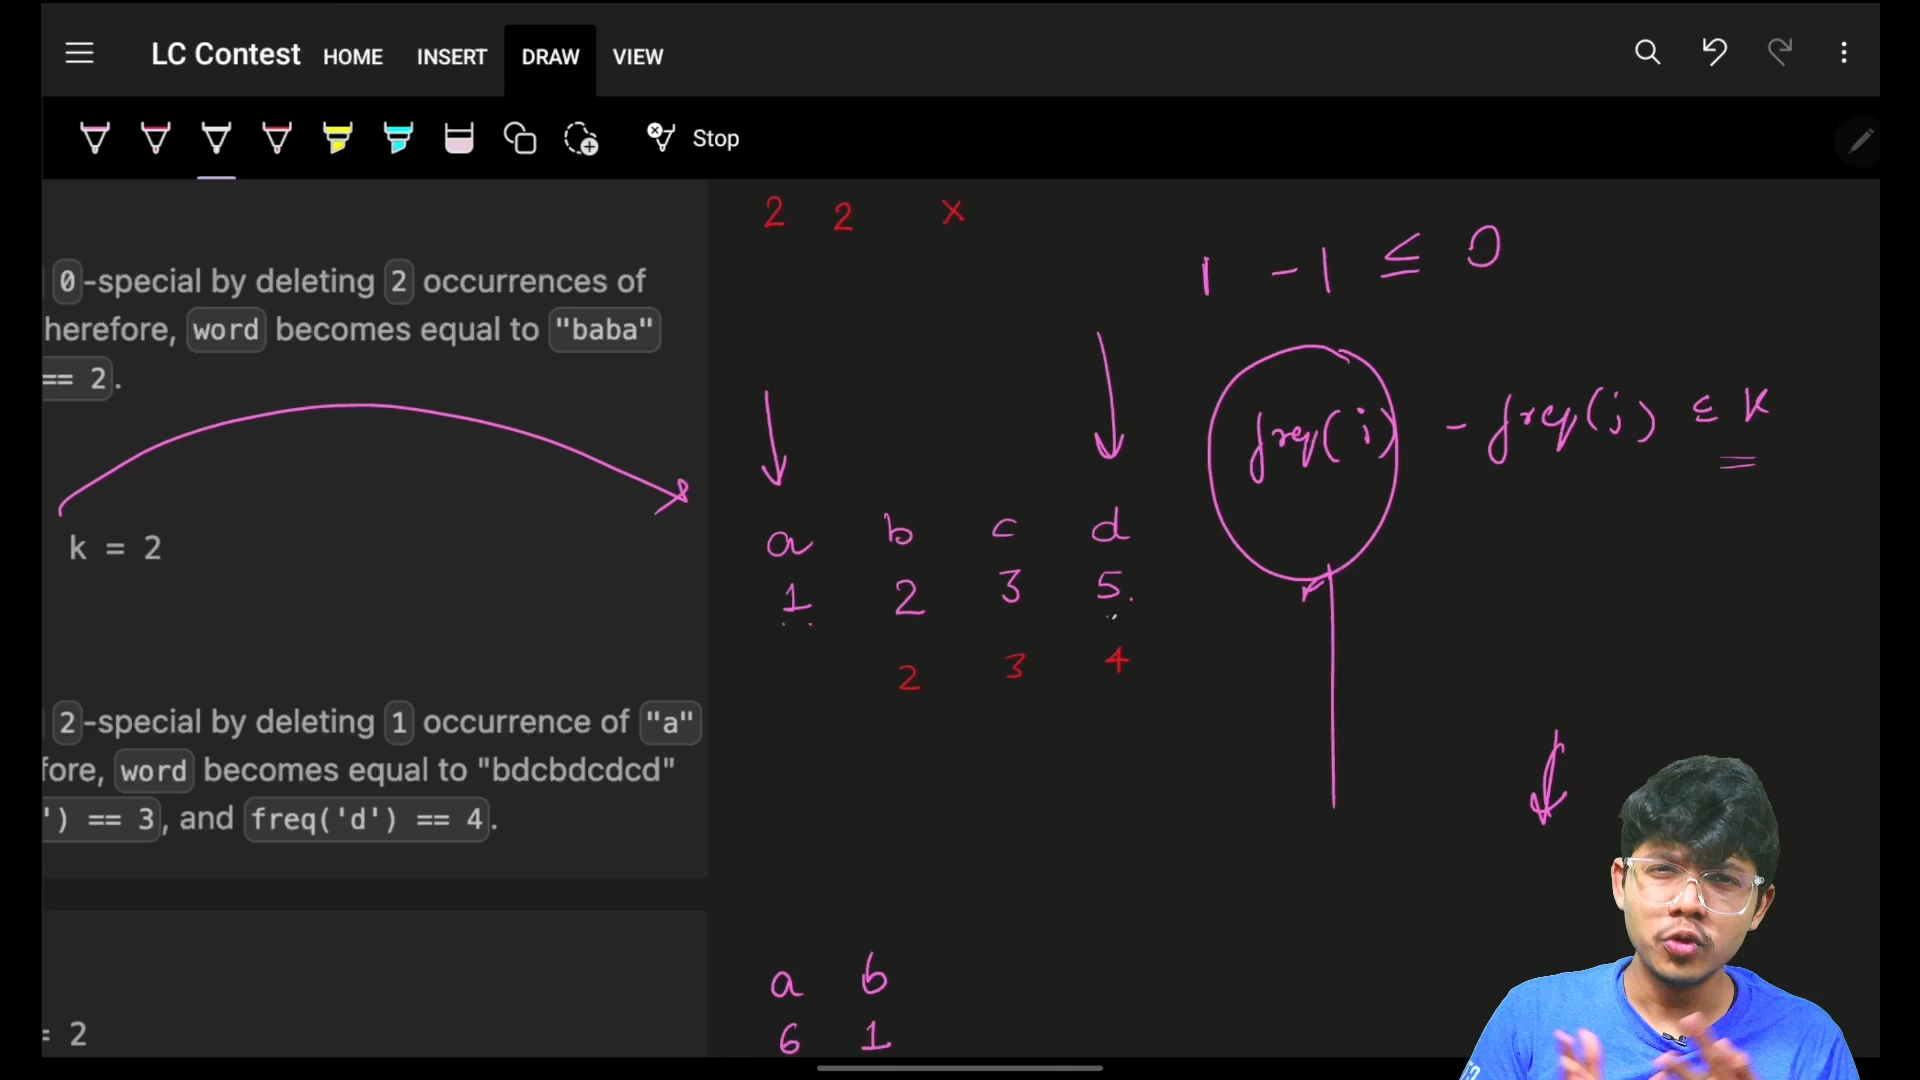 LC Contest HOME INSERT DRAW VIEW
Stop
0-special by deleting 2 occurrences of
herefore, word becomes equal to "baba"
== 2.
k = 2
2-special by deleting 1 occurrence of "a"
fore, word becomes equal to "bdcbdcdcd"
') == 3, and freq('d') == 4.
= 2
2 2 x
1 - 1 ≤ 0
freq(i) - freq(j) ≤ k
a b c d
1 2 3 5
2 3 4
a b
6 1